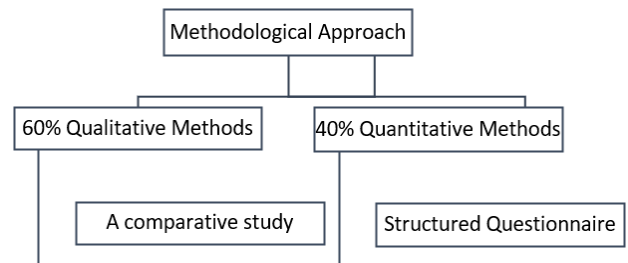 Methodological Approach
60% Qualitative Methods
40% Quantitative Methods
A comparative study
Structured Questionnaire